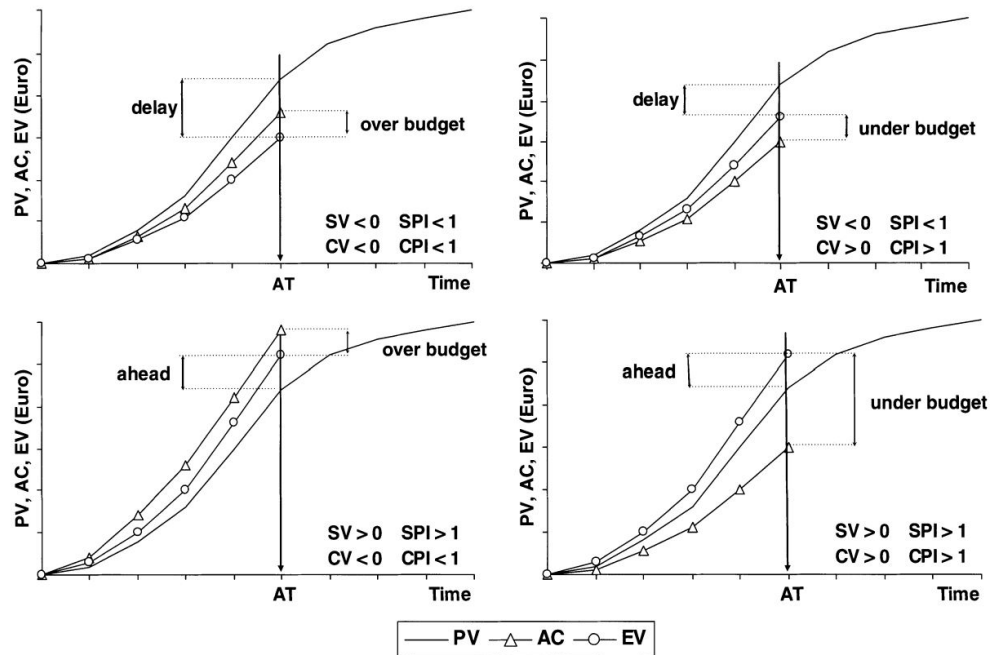 PV, AC, EV (Euro)
delay
over budget
SV < 0 SPI < 1
CV < 0 CPI < 1
AT
Time
PV, AC, EV (Euro)
delay
under budget
SV < 0 SPI < 1
CV > 0 CPI > 1
AT
Time
PV, AC, EV (Euro)
over budget
ahead
SV > 0 SPI > 1
CV < 0 CPI < 1
AT
Time
PV, AC, EV (Euro)
ahead
under budget
SV > 0 SPI > 1
CV > 0 CPI > 1
AT
Time
PV AC EV